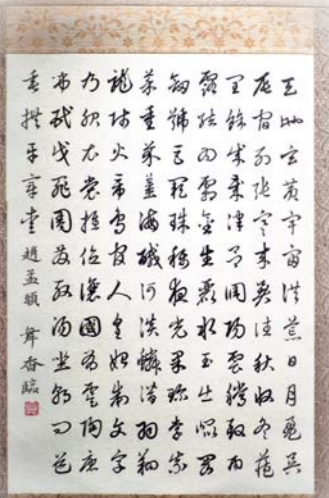 天地玄黃宇宙洪荒日月盈昃
辰宿列張寒來暑往秋收冬藏
閏餘成歲律呂調陽雲騰致雨
露結為霜金生麗水玉出崑岡
劍號巨闕珠稱夜光果珍李柰
菜重芥薑海鹹河淡鱗潛羽翔
龍師火帝鳥官人皇始制文字
乃服衣裳推位讓國有虞陶唐
弔民伐罪周發殷湯坐朝問道
垂拱平章 趙孟頫 舞香臨